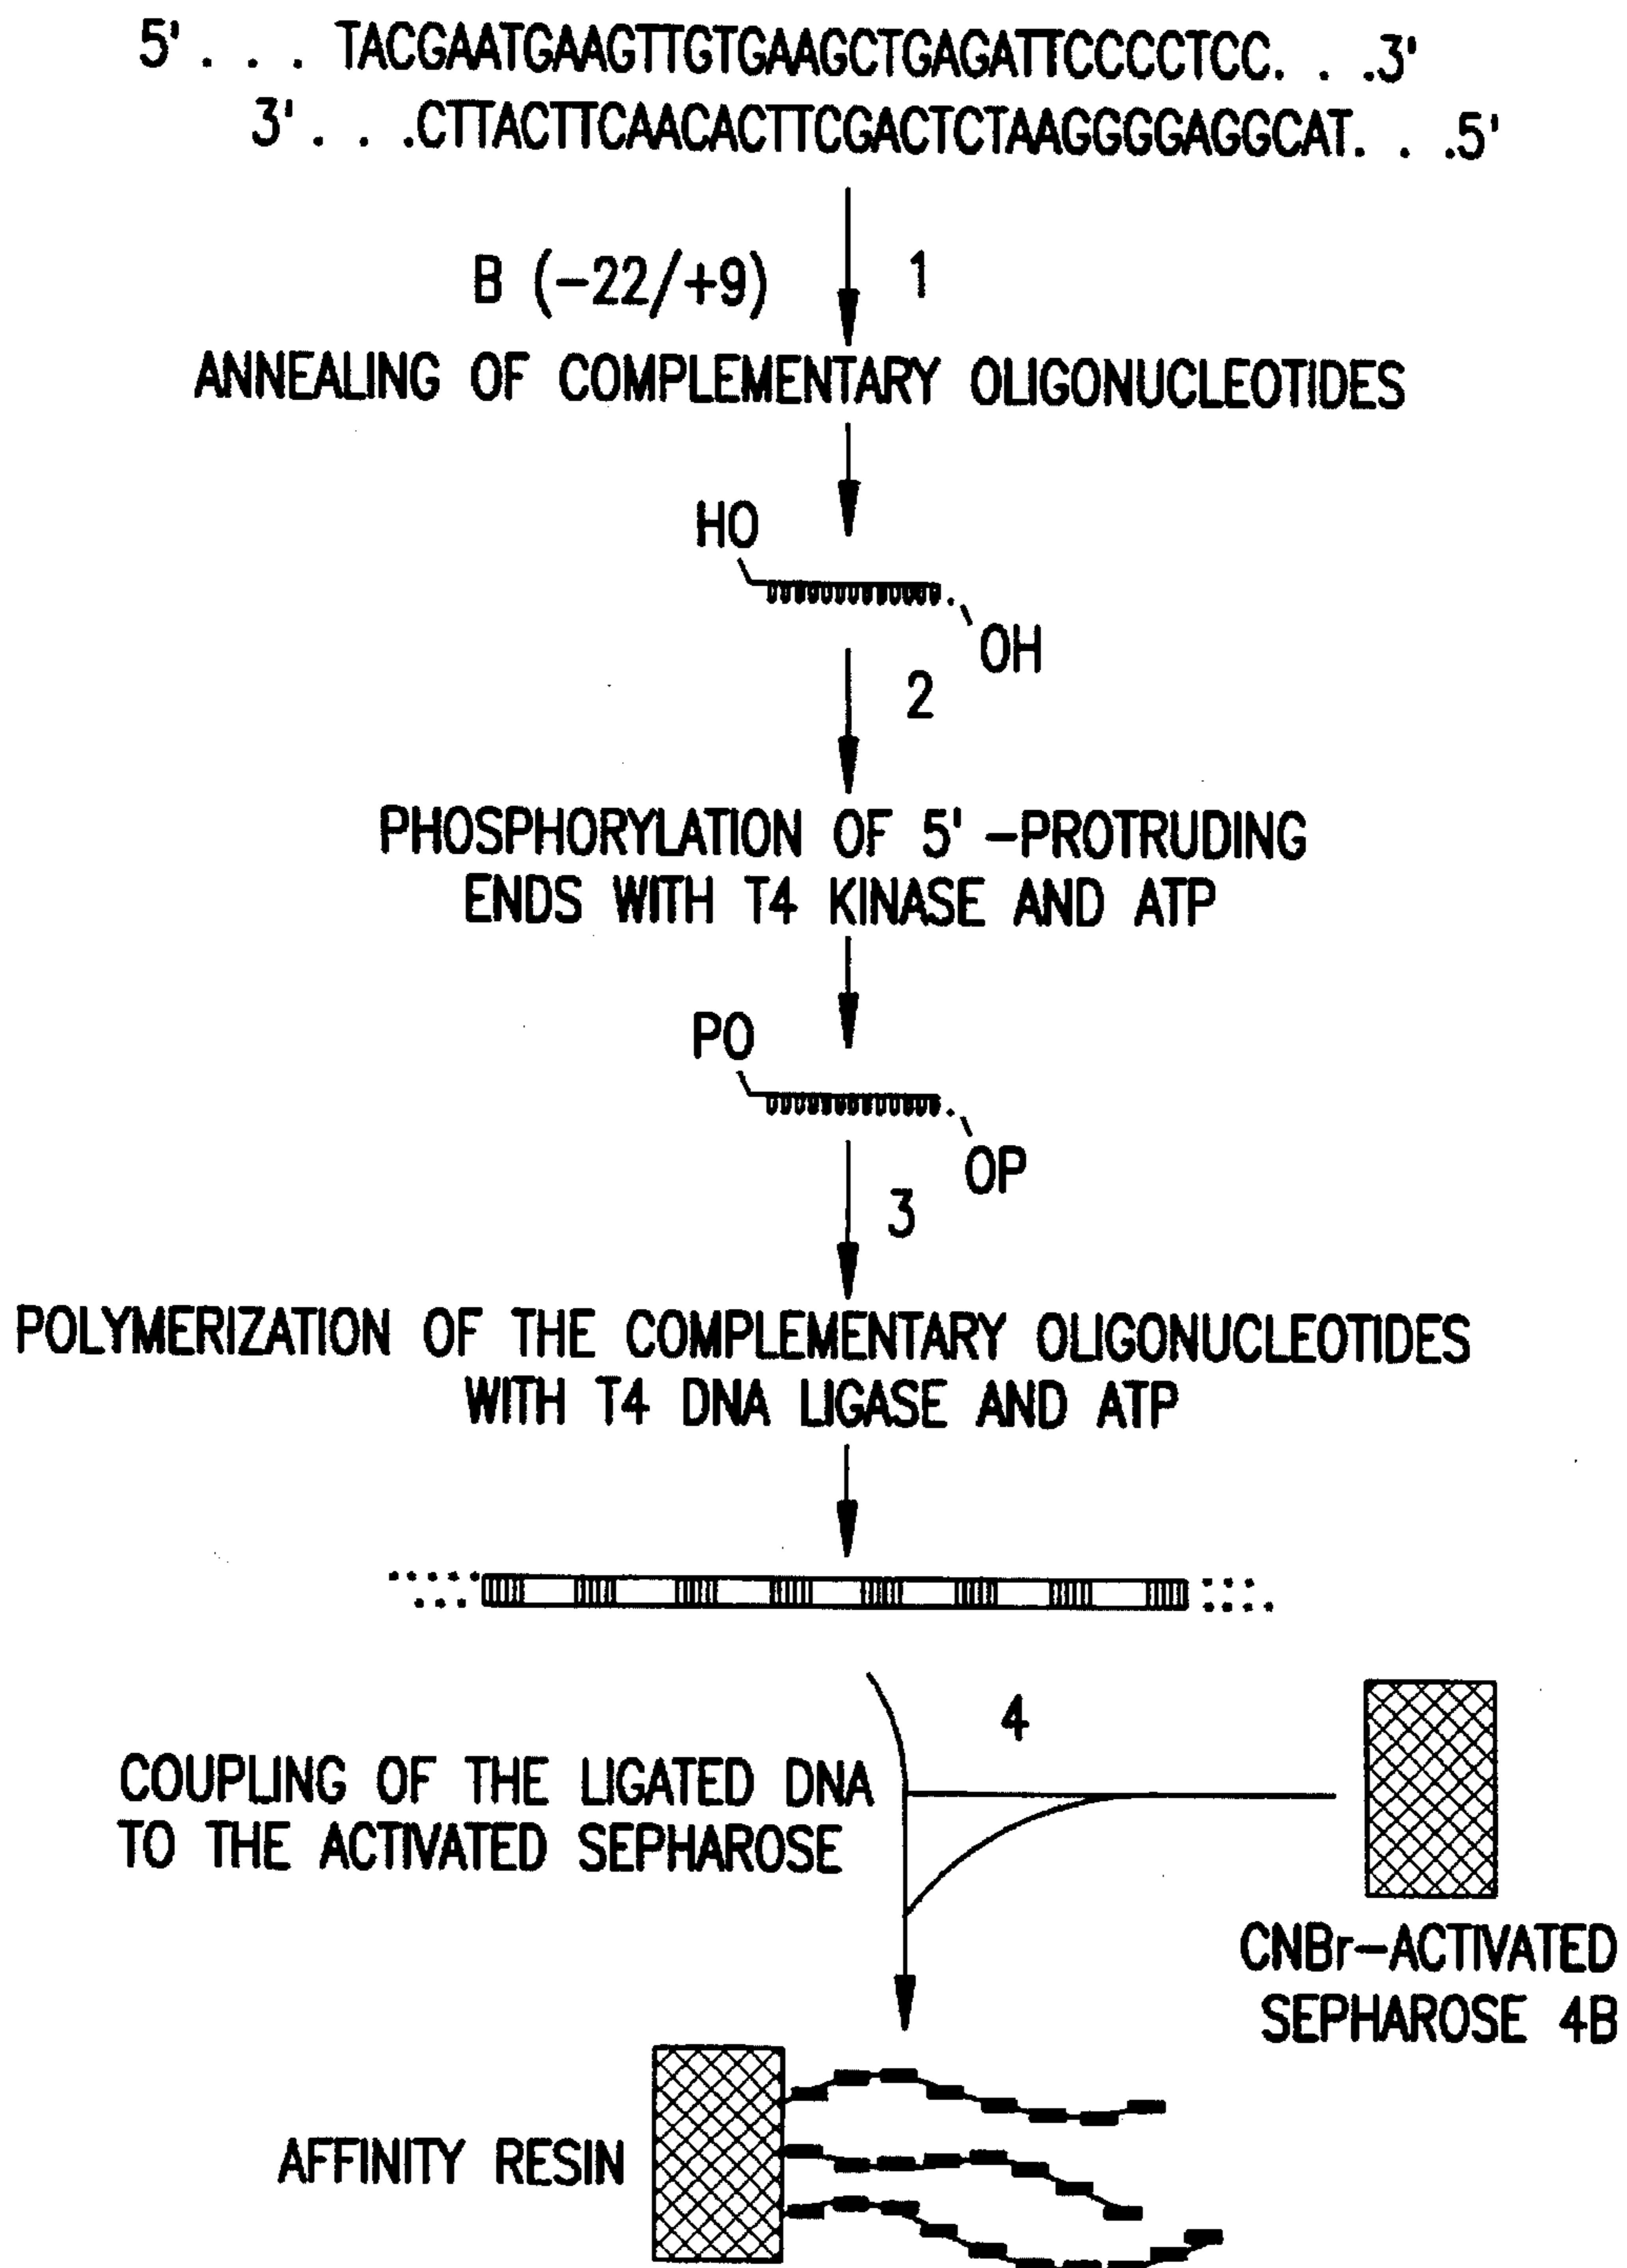 5' . . . TACGAATGAAGTTGTGAAGCTGAGATTCCCCTCC. . .3'
3' . . .CTTACTTCAACACTTCGACTCTAAGGGGAGGCAT. . .5'
B (-22/+9) 1
ANNEALING OF COMPLEMENTARY OLIGONUCLEOTIDES
HO
OH
2
PHOSPHORYLATION OF 5' -PROTRUDING
ENDS WITH T4 KINASE AND ATP
PO
OP
3
POLYMERIZATION OF THE COMPLEMENTARY OLIGONUCLEOTIDES
WITH T4 DNA LIGASE AND ATP
4
COUPLING OF THE LIGATED DNA
TO THE ACTIVATED SEPHAROSE
CNBr-ACTIVATED
SEPHAROSE 4B
AFFINITY RESIN